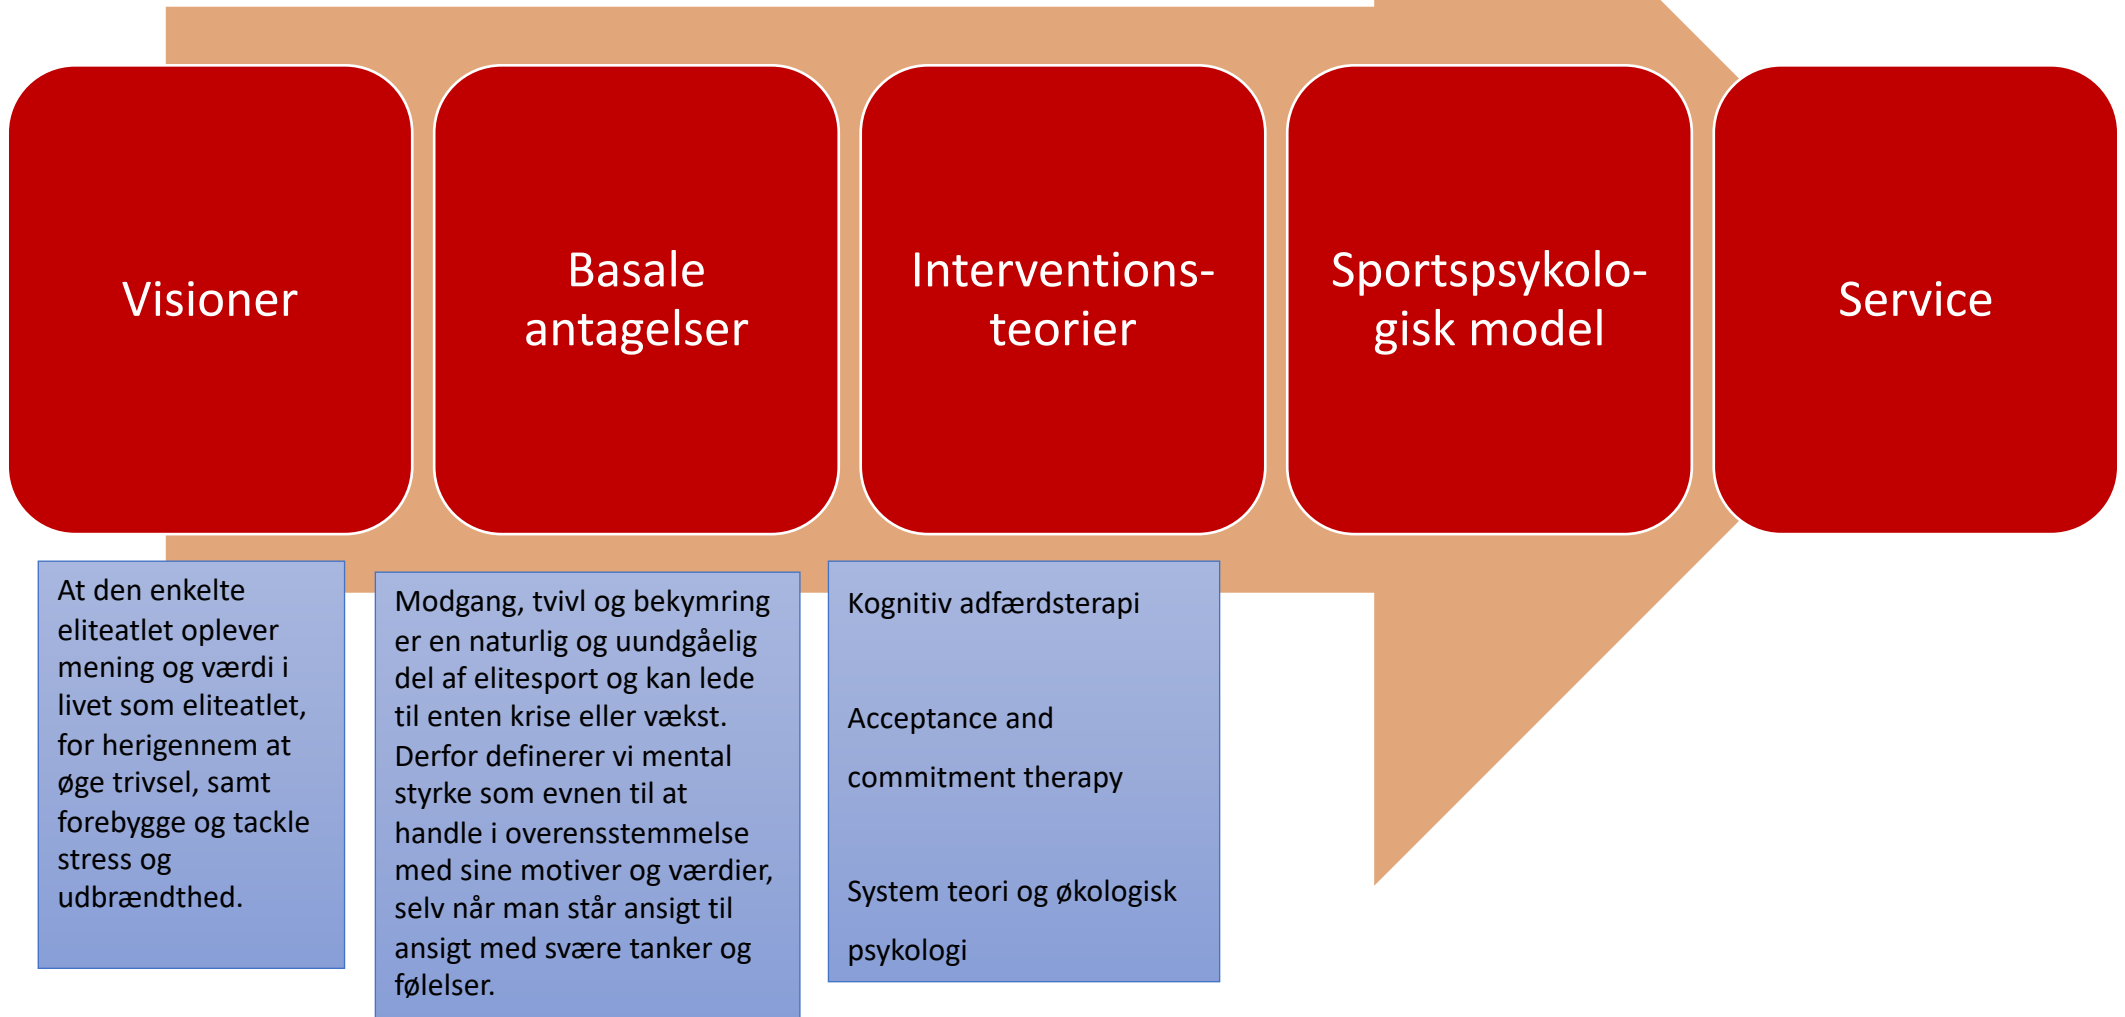 Visioner
Basale
antagelser
Interventions-
teorier
Sportspsykolo-
gisk model
Service
At den enkelte
eliteatlet oplever
mening og værdi i
livet som eliteatlet,
for herigennem at
øge trivsel, samt
forebygge og tackle
stress og
udbrændthed.
Modgang, tvivl og bekymring
er en naturlig og uundgåelig
del af elitesport og kan lede
til enten krise eller vækst.
Derfor definerer vi mental
styrke som evnen til at
handle i overensstemmelse
med sine motiver og værdier,
selv når man står ansigt til
ansigt med svære tanker og
følelser.
Kognitiv adfærdsterapi
Acceptance and
commitment therapy
System teori og økologisk
psykologi